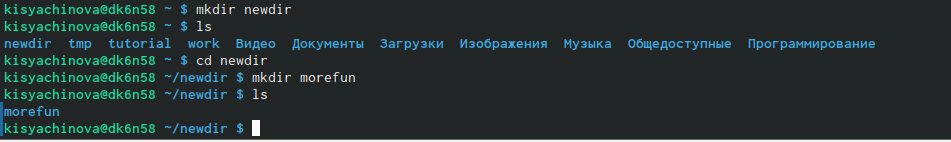 kisyachinova@dk6n58 ~ $ mkdir newdir
kisyachinova@dk6n58 ~ $ ls
newdir tmp tutorial work Видео Документы Загрузки Изображения Музыка Общедоступные Программирование
kisyachinova@dk6n58 ~ $ cd newdir
kisyachinova@dk6n58 ~/newdir $ mkdir morefun
kisyachinova@dk6n58 ~/newdir $ ls
morefun
kisyachinova@dk6n58 ~/newdir $